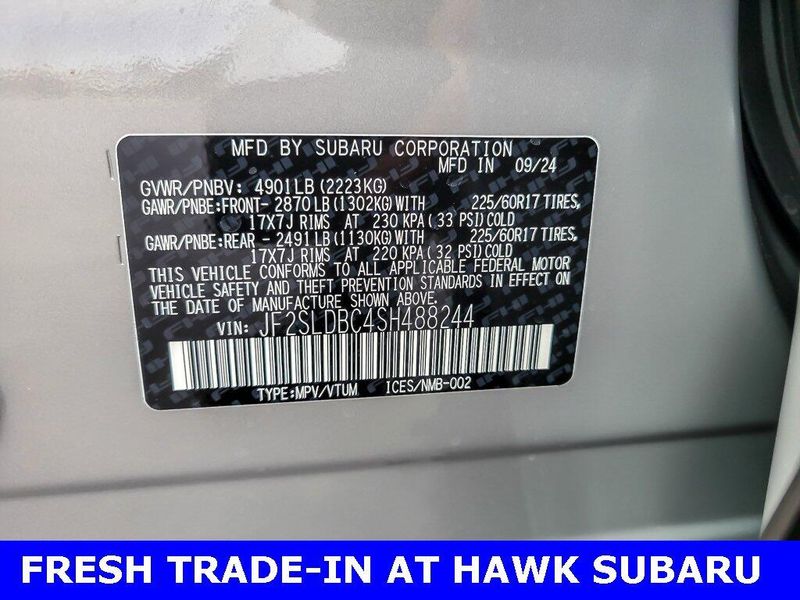 MFD BY SUBARU CORPORATION
MFD IN 09/24
GVWR/PNBV: 4901LB (2223KG)
GAWR/PNBE:FRONT- 2870 LB (1302KG) WITH 225/60R17 TIRES,
17X7J RIMS AT 230 KPA (33 PSI) COLD
GAWR/PNBE:REAR - 2491 LB (1130KG) WITH 225/60R17 TIRES,
17X7J RIMS AT 220 KPA (32 PSI) COLD
THIS VEHICLE CONFORMS TO ALL APPLICABLE FEDERAL MOTOR
VEHICLE SAFETY AND THEFT PREVENTION STANDARDS IN EFFECT ON
THE DATE OF MANUFACTURE SHOWN ABOVE.
VIN: JF2SLDBC4SH488244
TYPE:MPV/VTUM ICES/NMB-002
FRESH TRADE-IN AT HAWK SUBARU